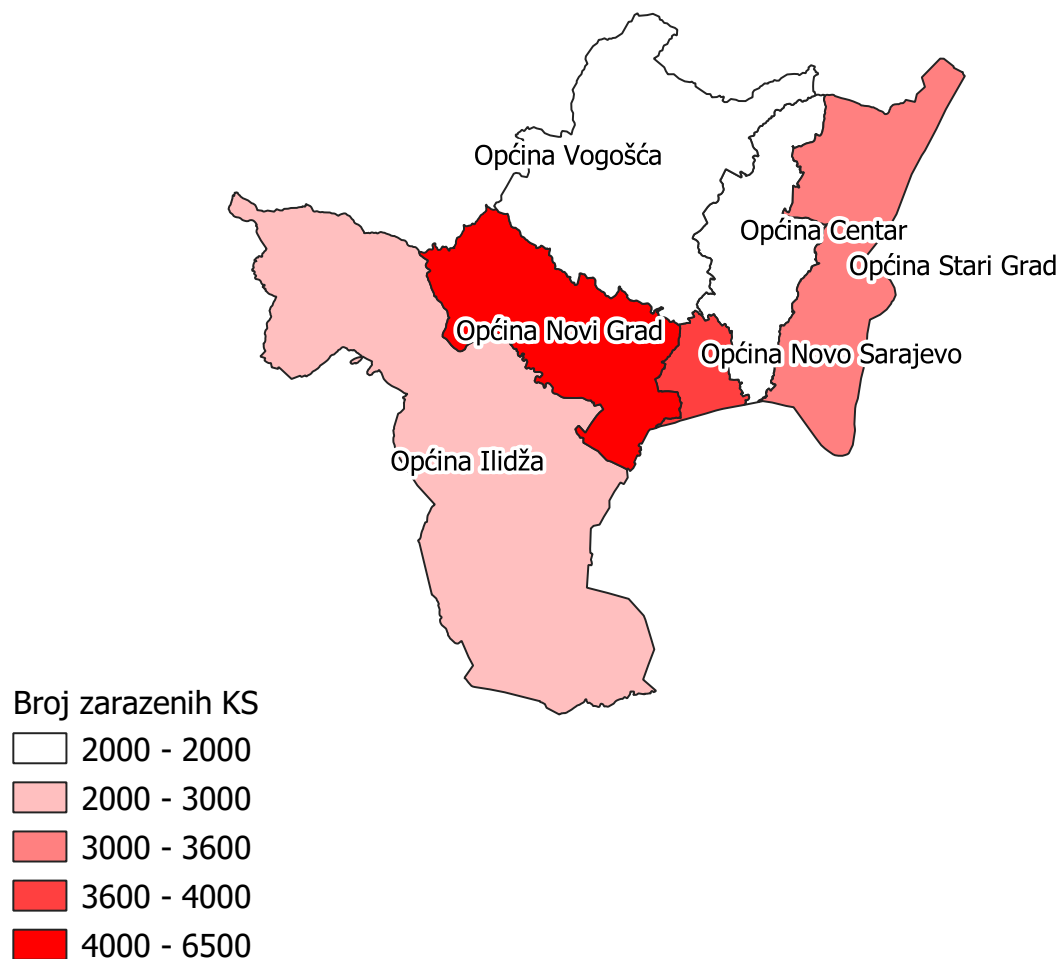 Općina Vogošća
Općina Centar
Općina Stari Grad
Općina Novi Grad
Općina Novo Sarajevo
Općina Ilidža
Broj zarazenih KS
2000 - 2000
2000 - 3000
3000 - 3600
3600 - 4000
4000 - 6500